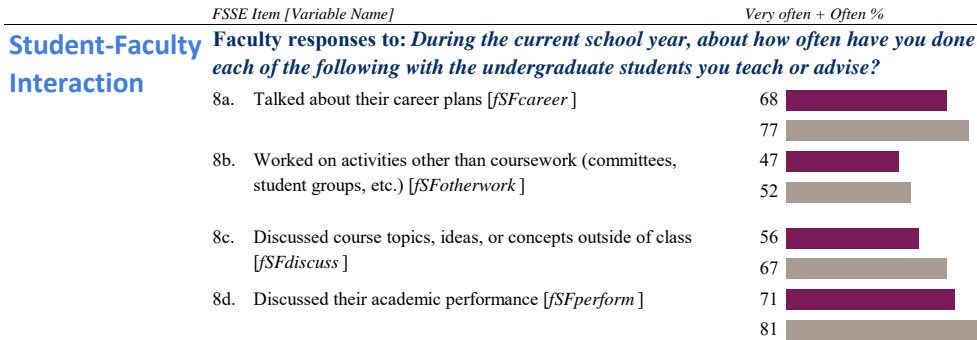 FSSE Item [Variable Name] Very often + Often %
Student-Faculty Interaction
Faculty responses to: During the current school year, about how often have you done
each of the following with the undergraduate students you teach or advise?
8a. Talked about their career plans [fSFcareer] 68
77
8b. Worked on activities other than coursework (committees, 47
student groups, etc.) [fSFotherwork] 52
8c. Discussed course topics, ideas, or concepts outside of class 56
[fSFdiscuss] 67
8d. Discussed their academic performance [fSFperform] 71
81